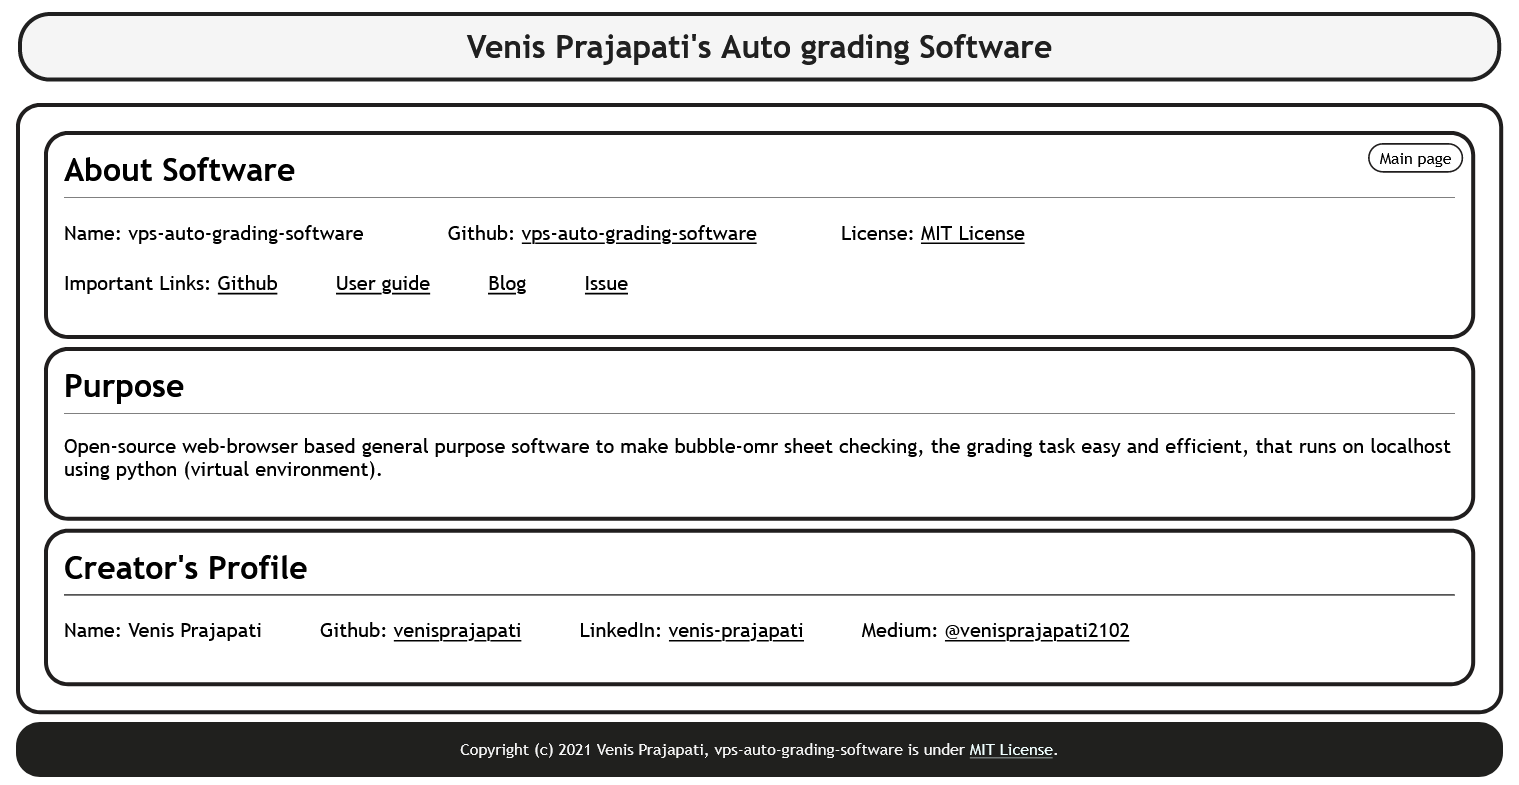 Venis Prajapati's Auto grading Software
About Software
Main page
Name: vps-auto-grading-software Github: vps-auto-grading-software License: MIT License
Important Links: Github User guide Blog Issue
Purpose
Open-source web-browser based general purpose software to make bubble-omr sheet checking, the grading task easy and efficient, that runs on localhost
using python (virtual environment).
Creator's Profile
Name: Venis Prajapati Github: venisprajapati LinkedIn: venis-prajapati Medium: @venisprajapati2102
Copyright (c) 2021 Venis Prajapati, vps-auto-grading-software is under MIT License.